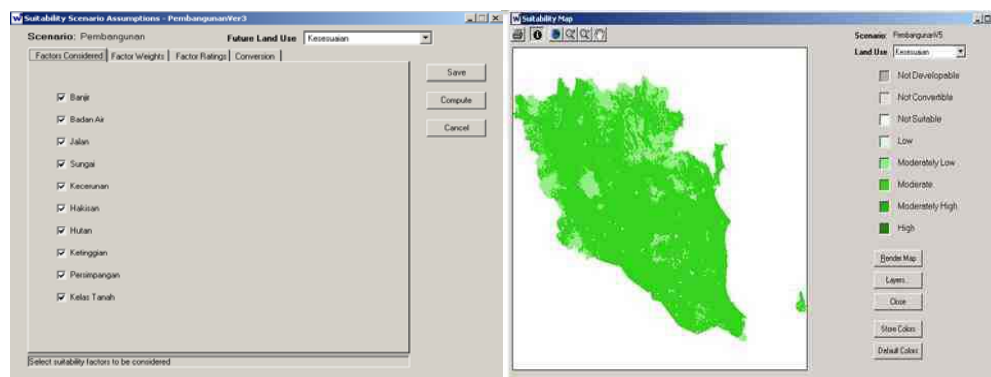 Suitability Scenario Assumptions - PembangunanVer3
Scenario: Pembangunan
Future Land Use
Kesesuaian
Factors Considered
Factor Weights
Factor Ratings
Conversion
Banjir
Badan Air
Jalan
Sungai
Kecerunan
Hakisan
Hutan
Ketinggian
Persimpangan
Kelas Tanah
Save
Compute
Cancel
Select suitability factors to be considered
Suitability Map
Scenario: PembangunanV5
Land Use Kesesuaian
Not Developable
Not Convertible
Not Suitable
Low
Moderately Low
Moderate
Moderately High
High
Render Map
Layers...
Close
Store Colors
Default Colors